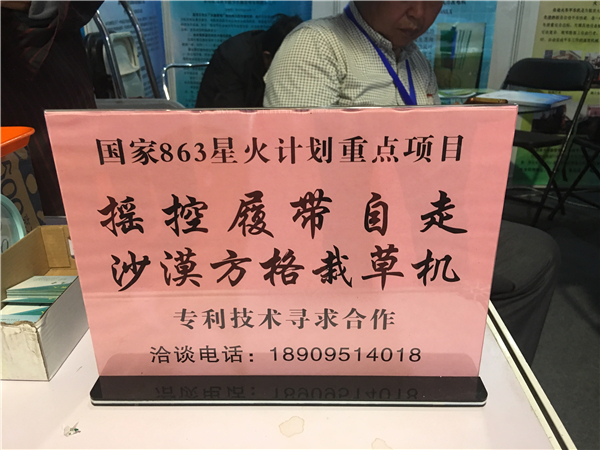 国家863星火计划重点项目
摇控履带自走
沙漠方格栽草机
专利技术寻求合作
洽谈电话：18909514018